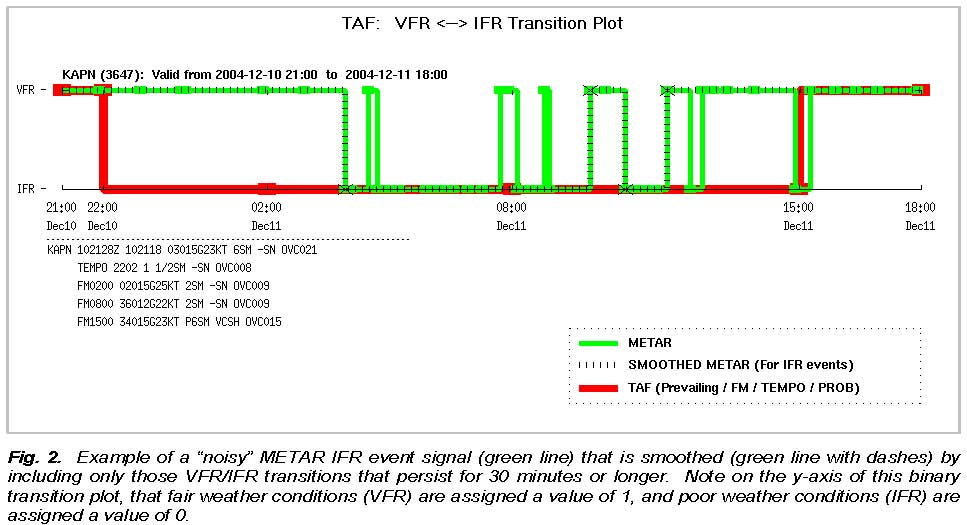 TAF: VFR <—> IFR Transition Plot
KAPN (3647): Valid from 2004-12-10 21:00 to 2004-12-11 18:00
VFR
IFR
21:00 22:00 02:00 08:00 15:00 18:00
Dec10 Dec10 Dec11 Dec11 Dec11 Dec11
KAPN 102128Z 102118 03015G23KT 6SM -SN OVC021
TEMPO 2202 1 1/2SM -SN OVC008
FM0200 02015G25KT 2SM -SN OVC009
FM0800 36012G22KT 2SM -SN OVC009
FM1500 34015G23KT P6SM VCSH OVC015
METAR
SMOOTHED METAR (For IFR events)
TAF (Prevailing / FM / TEMPO / PROB)
Fig. 2. Example of a “noisy” METAR IFR event signal (green line) that is smoothed (green line with dashes) by
including only those VFR/IFR transitions that persist for 30 minutes or longer. Note on the y-axis of this binary
transition plot, that fair weather conditions (VFR) are assigned a value of 1, and poor weather conditions (IFR) are
assigned a value of 0.